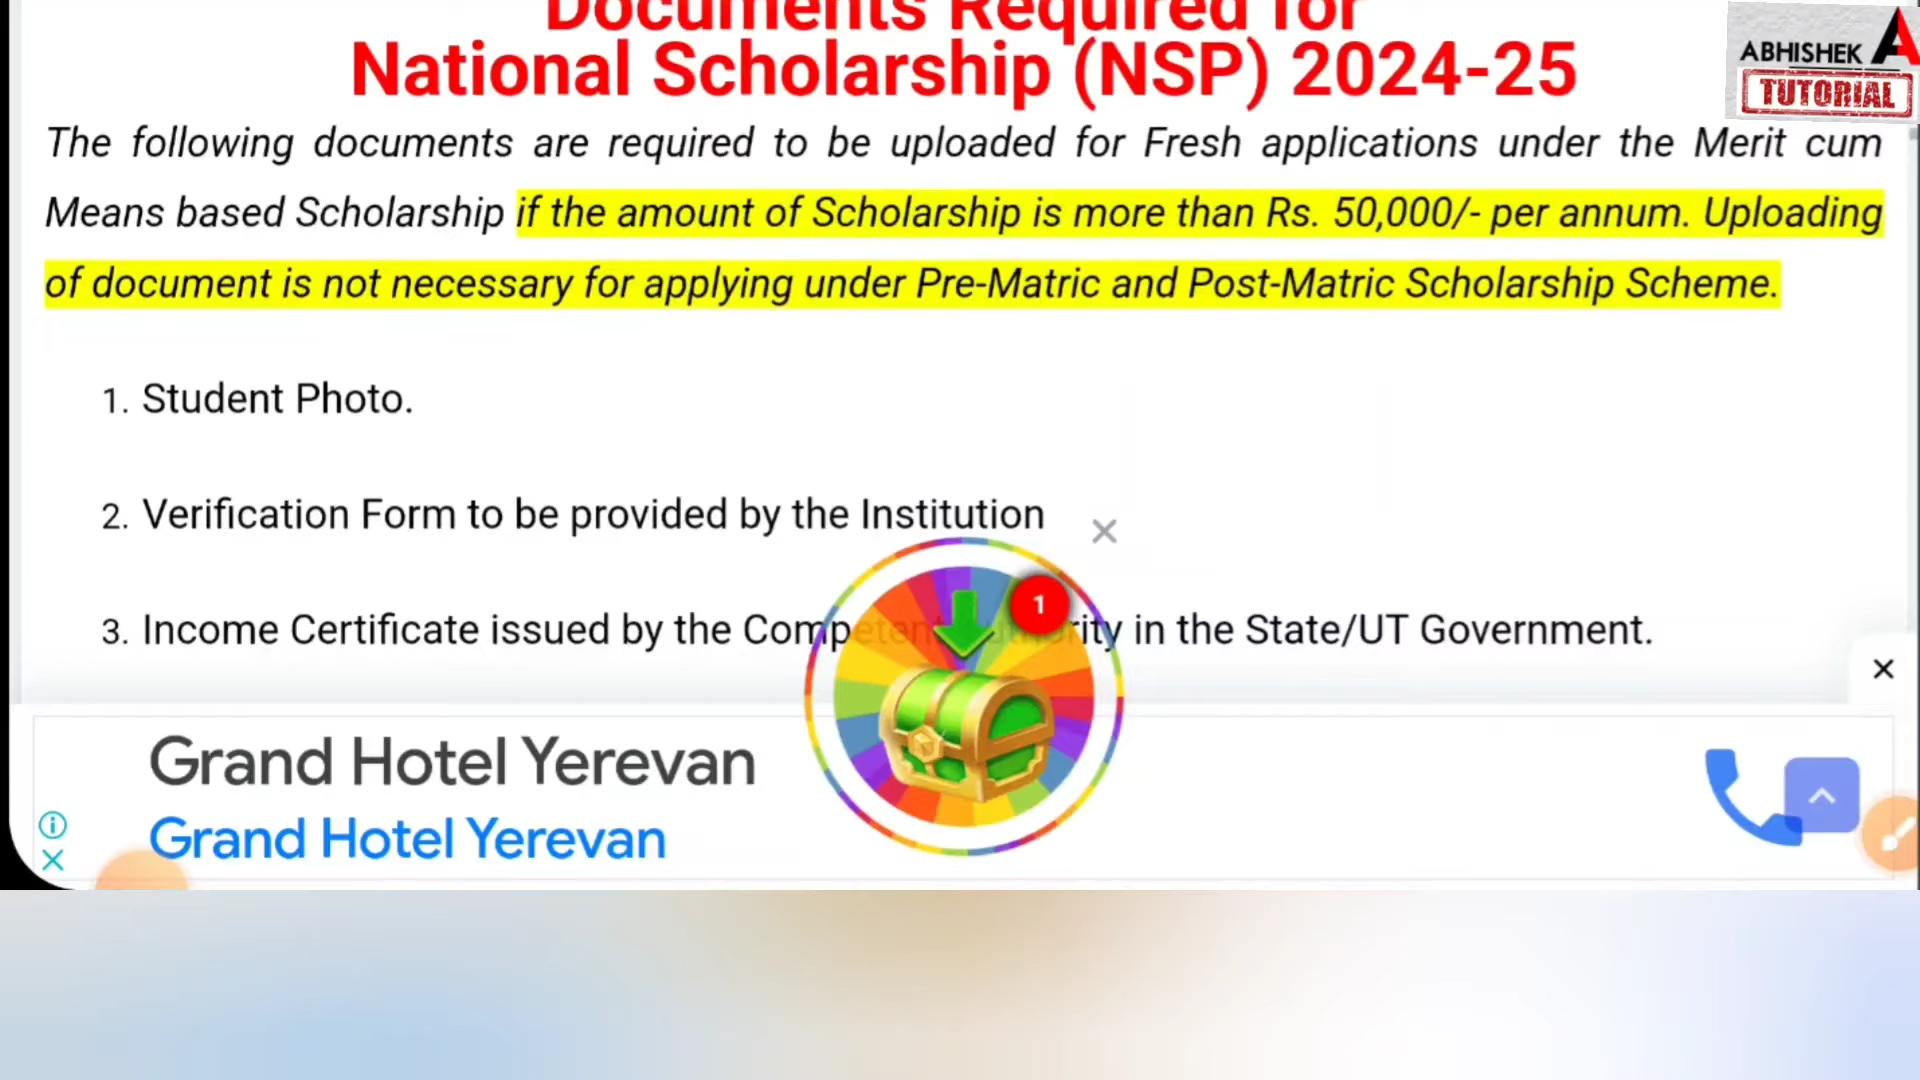 Documents Required for
National Scholarship (NSP) 2024-25
ABHISHEK A
TUTORIAL
The following documents are required to be uploaded for Fresh applications under the Merit cum
Means based Scholarship if the amount of Scholarship is more than Rs. 50,000/- per annum. Uploading
of document is not necessary for applying under Pre-Matric and Post-Matric Scholarship Scheme.
1. Student Photo.
2. Verification Form to be provided by the Institution
1
3. Income Certificate issued by the Competent Authority in the State/UT Government.
Grand Hotel Yerevan
Grand Hotel Yerevan